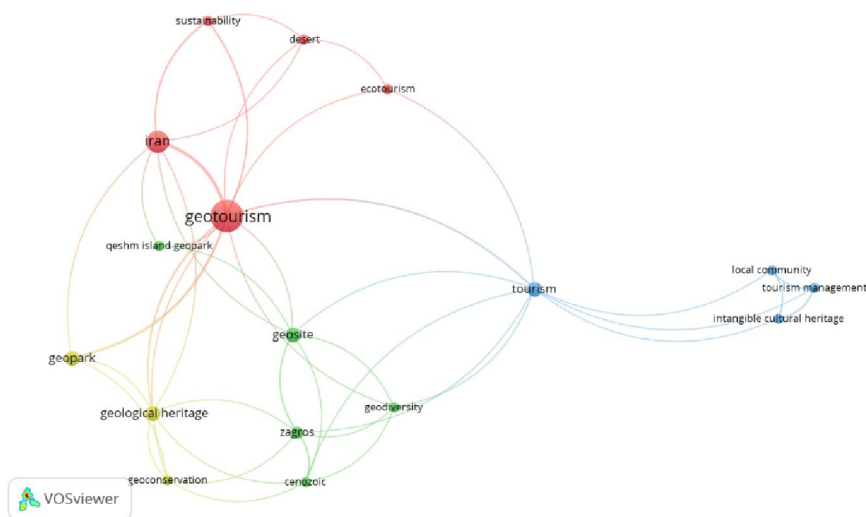 sustainability
desert
ecotourism
iran
geotourism
qeshm island geopark
local community
tourism management
tourism
intangible cultural heritage
geosite
geopark
geodiversity
geological heritage
zagros
geoconservation
cenozoic
VOSviewer